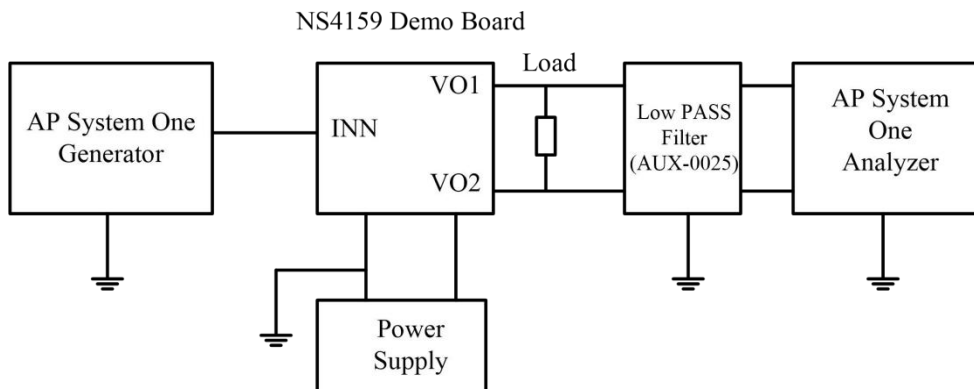 NS4159 Demo Board
AP System One
Generator
INN
VO1
VO2
Load
Low PASS
Filter
(AUX-0025)
AP System
One
Analyzer
Power
Supply